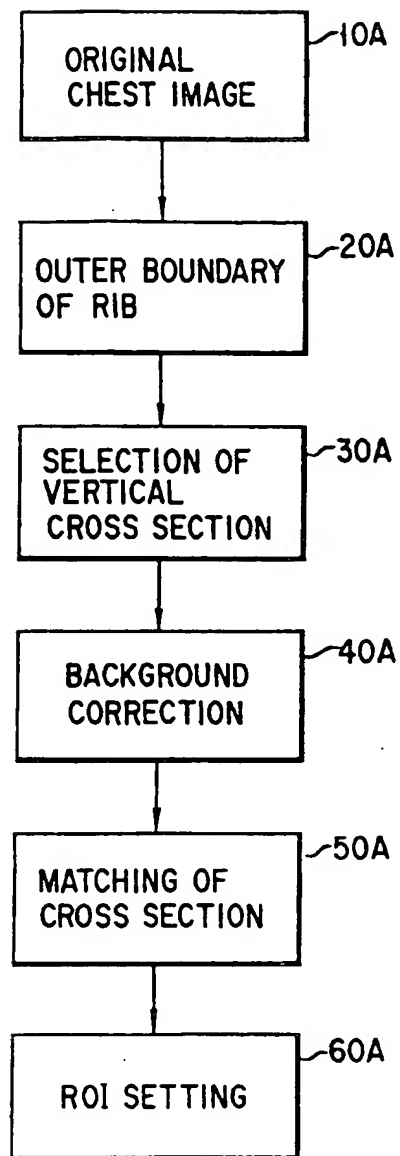 10A
ORIGINAL
CHEST IMAGE
20A
OUTER BOUNDARY
OF RIB
30A
SELECTION OF
VERTICAL
CROSS SECTION
40A
BACKGROUND
CORRECTION
50A
MATCHING OF
CROSS SECTION
60A
ROI SETTING